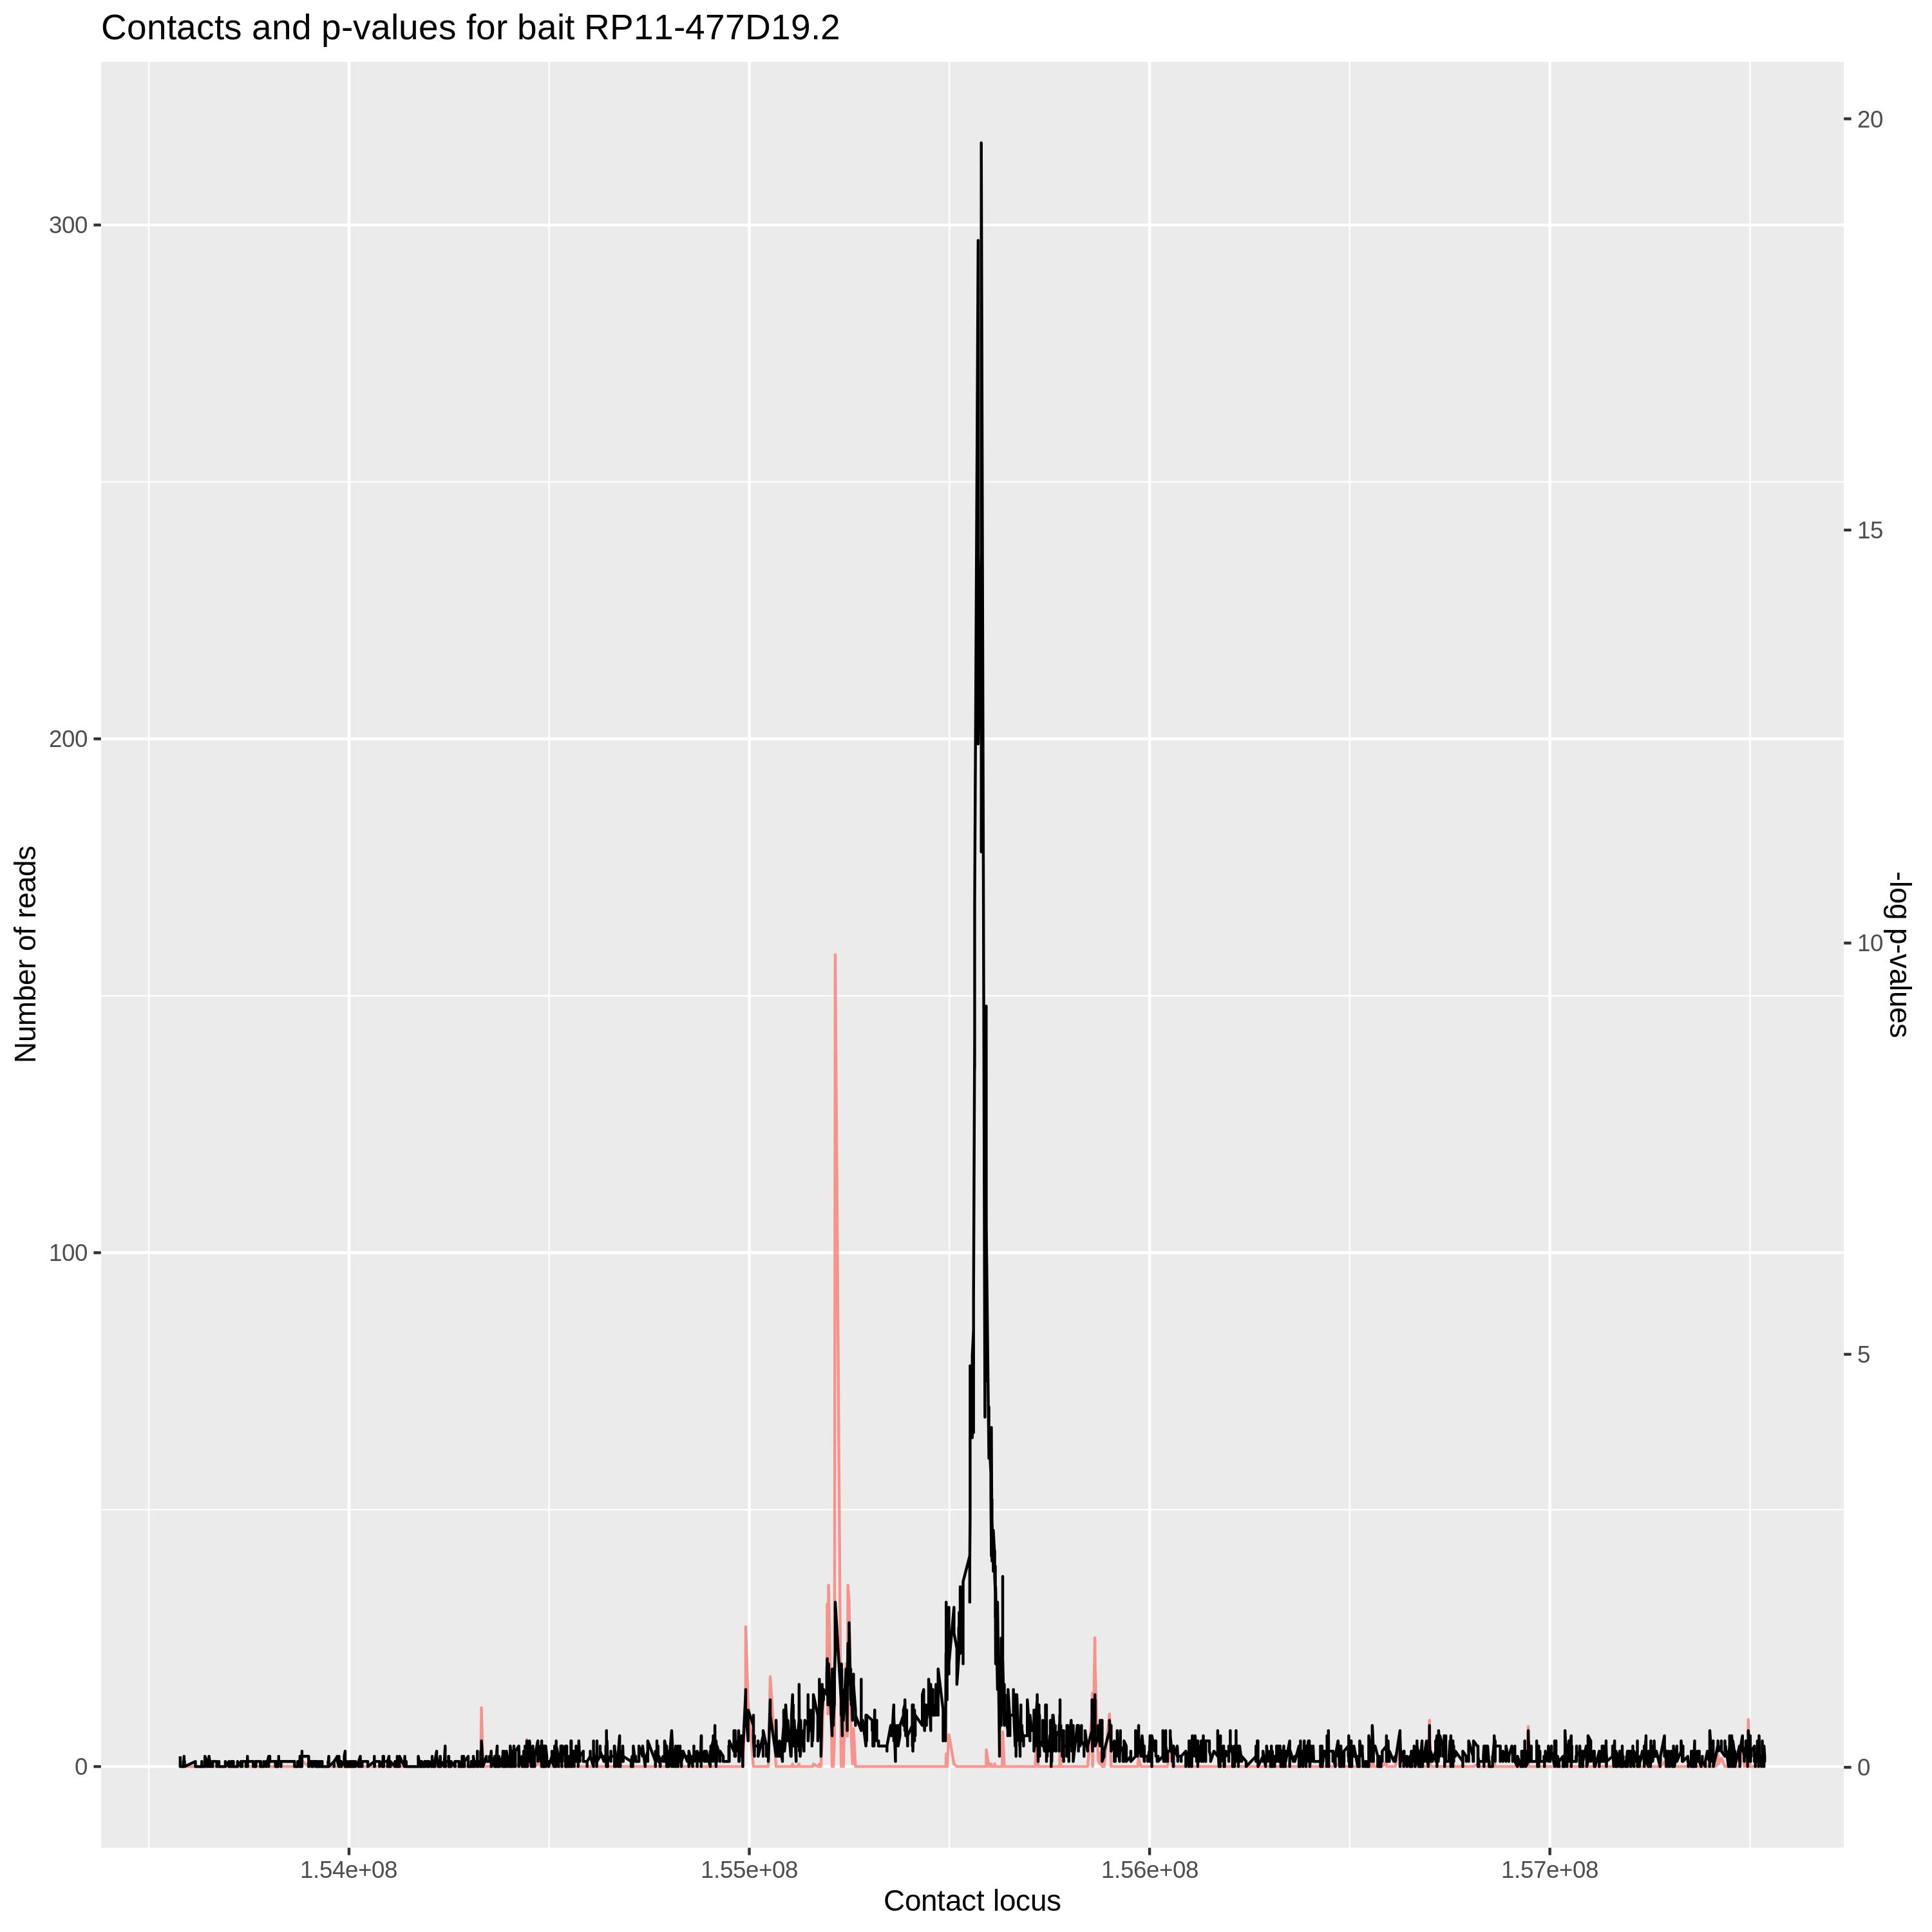 Contacts and p-values for bait RP11-477D19.2
300
200
100
0
Number of reads
20
15
10
5
0
-log p-values
1.54e+08
1.55e+08
1.56e+08
1.57e+08
Contact locus